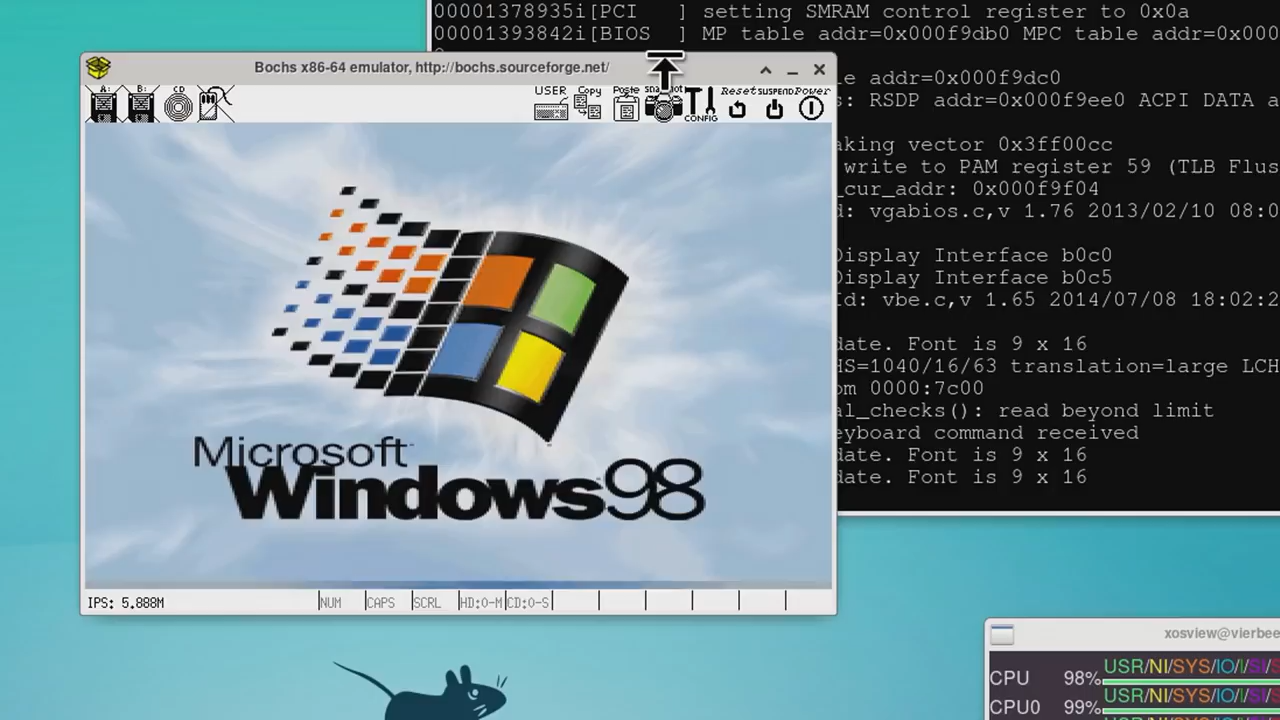 00001378935i[PCI   ] setting SMRAM control register to 0x0a
00001393842i[BIOS  ] MP table addr=0x000f9db0 MPC table addr=0x000
Bochs x86-64 emulator, http://bochs.sourceforge.net/
le addr=0x000f9dc0
: RSDP addr=0x000f9ee0 ACPI DATA a
A: B: CD USER Copy Paste snapshot CONFIG Reset SUSPEND Power
aking vector 0x3ff00cc
write to PAM register 59 (TLB Flus
_cur_addr: 0x000f9f04
d: vgabios.c,v 1.76 2013/02/10 08:0
Display Interface b0c0
Display Interface b0c5
Id: vbe.c,v 1.65 2014/07/08 18:02:2
date. Font is 9 x 16
HS=1040/16/63 translation=large LCH
om 0000:7c00
al_checks(): read beyond limit
eyboard command received
date. Font is 9 x 16
date. Font is 9 x 16
Microsoft
Windows98
IPS: 5.888M NUM CAPS SCRL HD:0-M CD:0-S
xosview@vierbee
CPU 98% USR/NI/SYS/IO/I/SI/S
CPU0 99% USR/NI/SYS/IO/I/SI/S